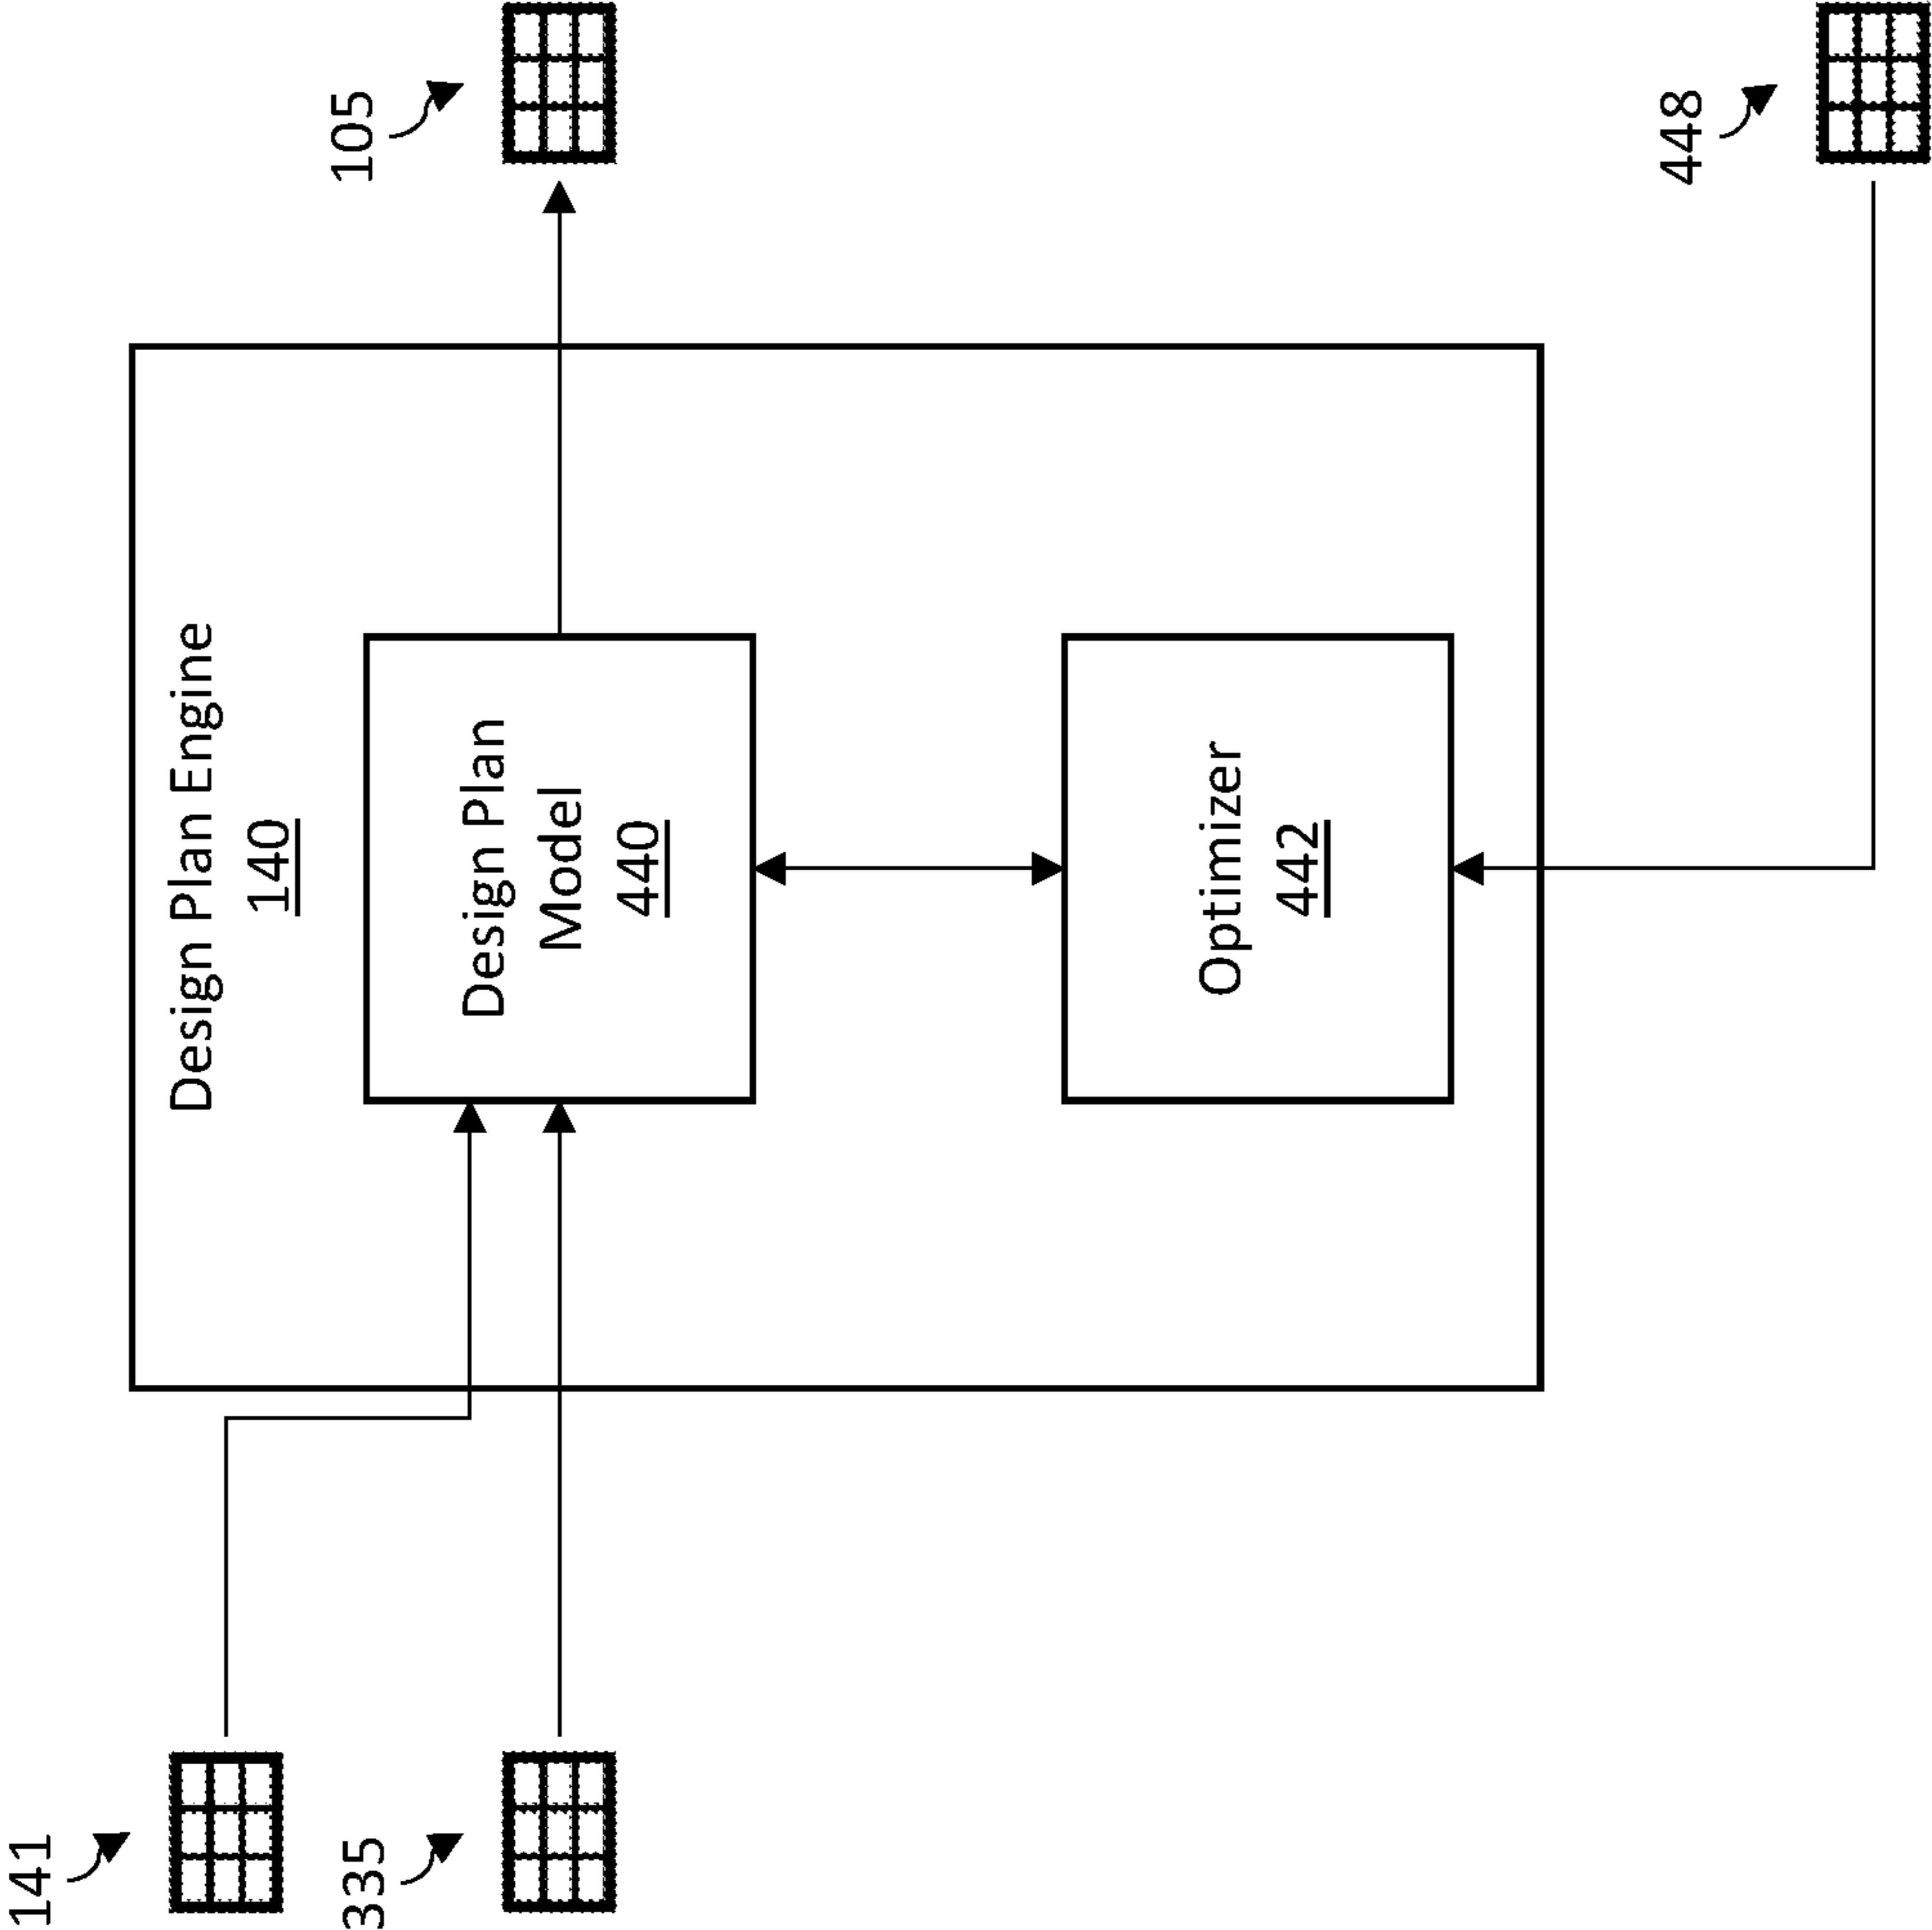 141
335
Design Plan Engine
140
Design Plan
Model
440
Optimizer
442
105
448